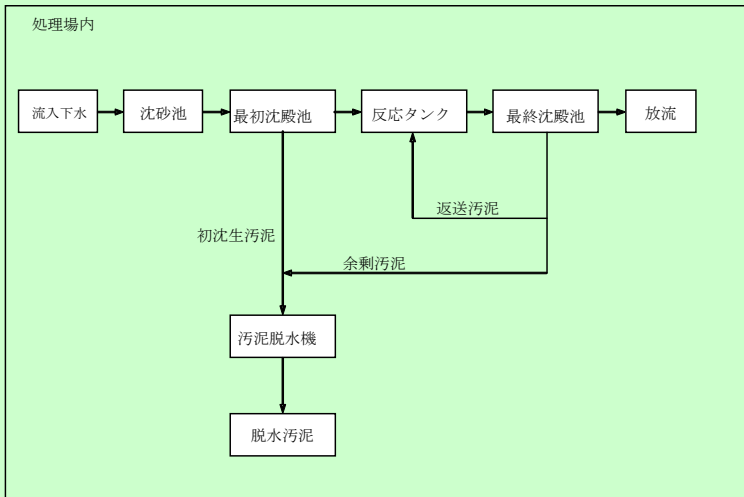 処理場内
流入下水
沈砂池
最初沈殿池
反応タンク
最終沈殿池
放流
返送汚泥
初沈生汚泥
余剰汚泥
汚泥脱水機
脱水汚泥